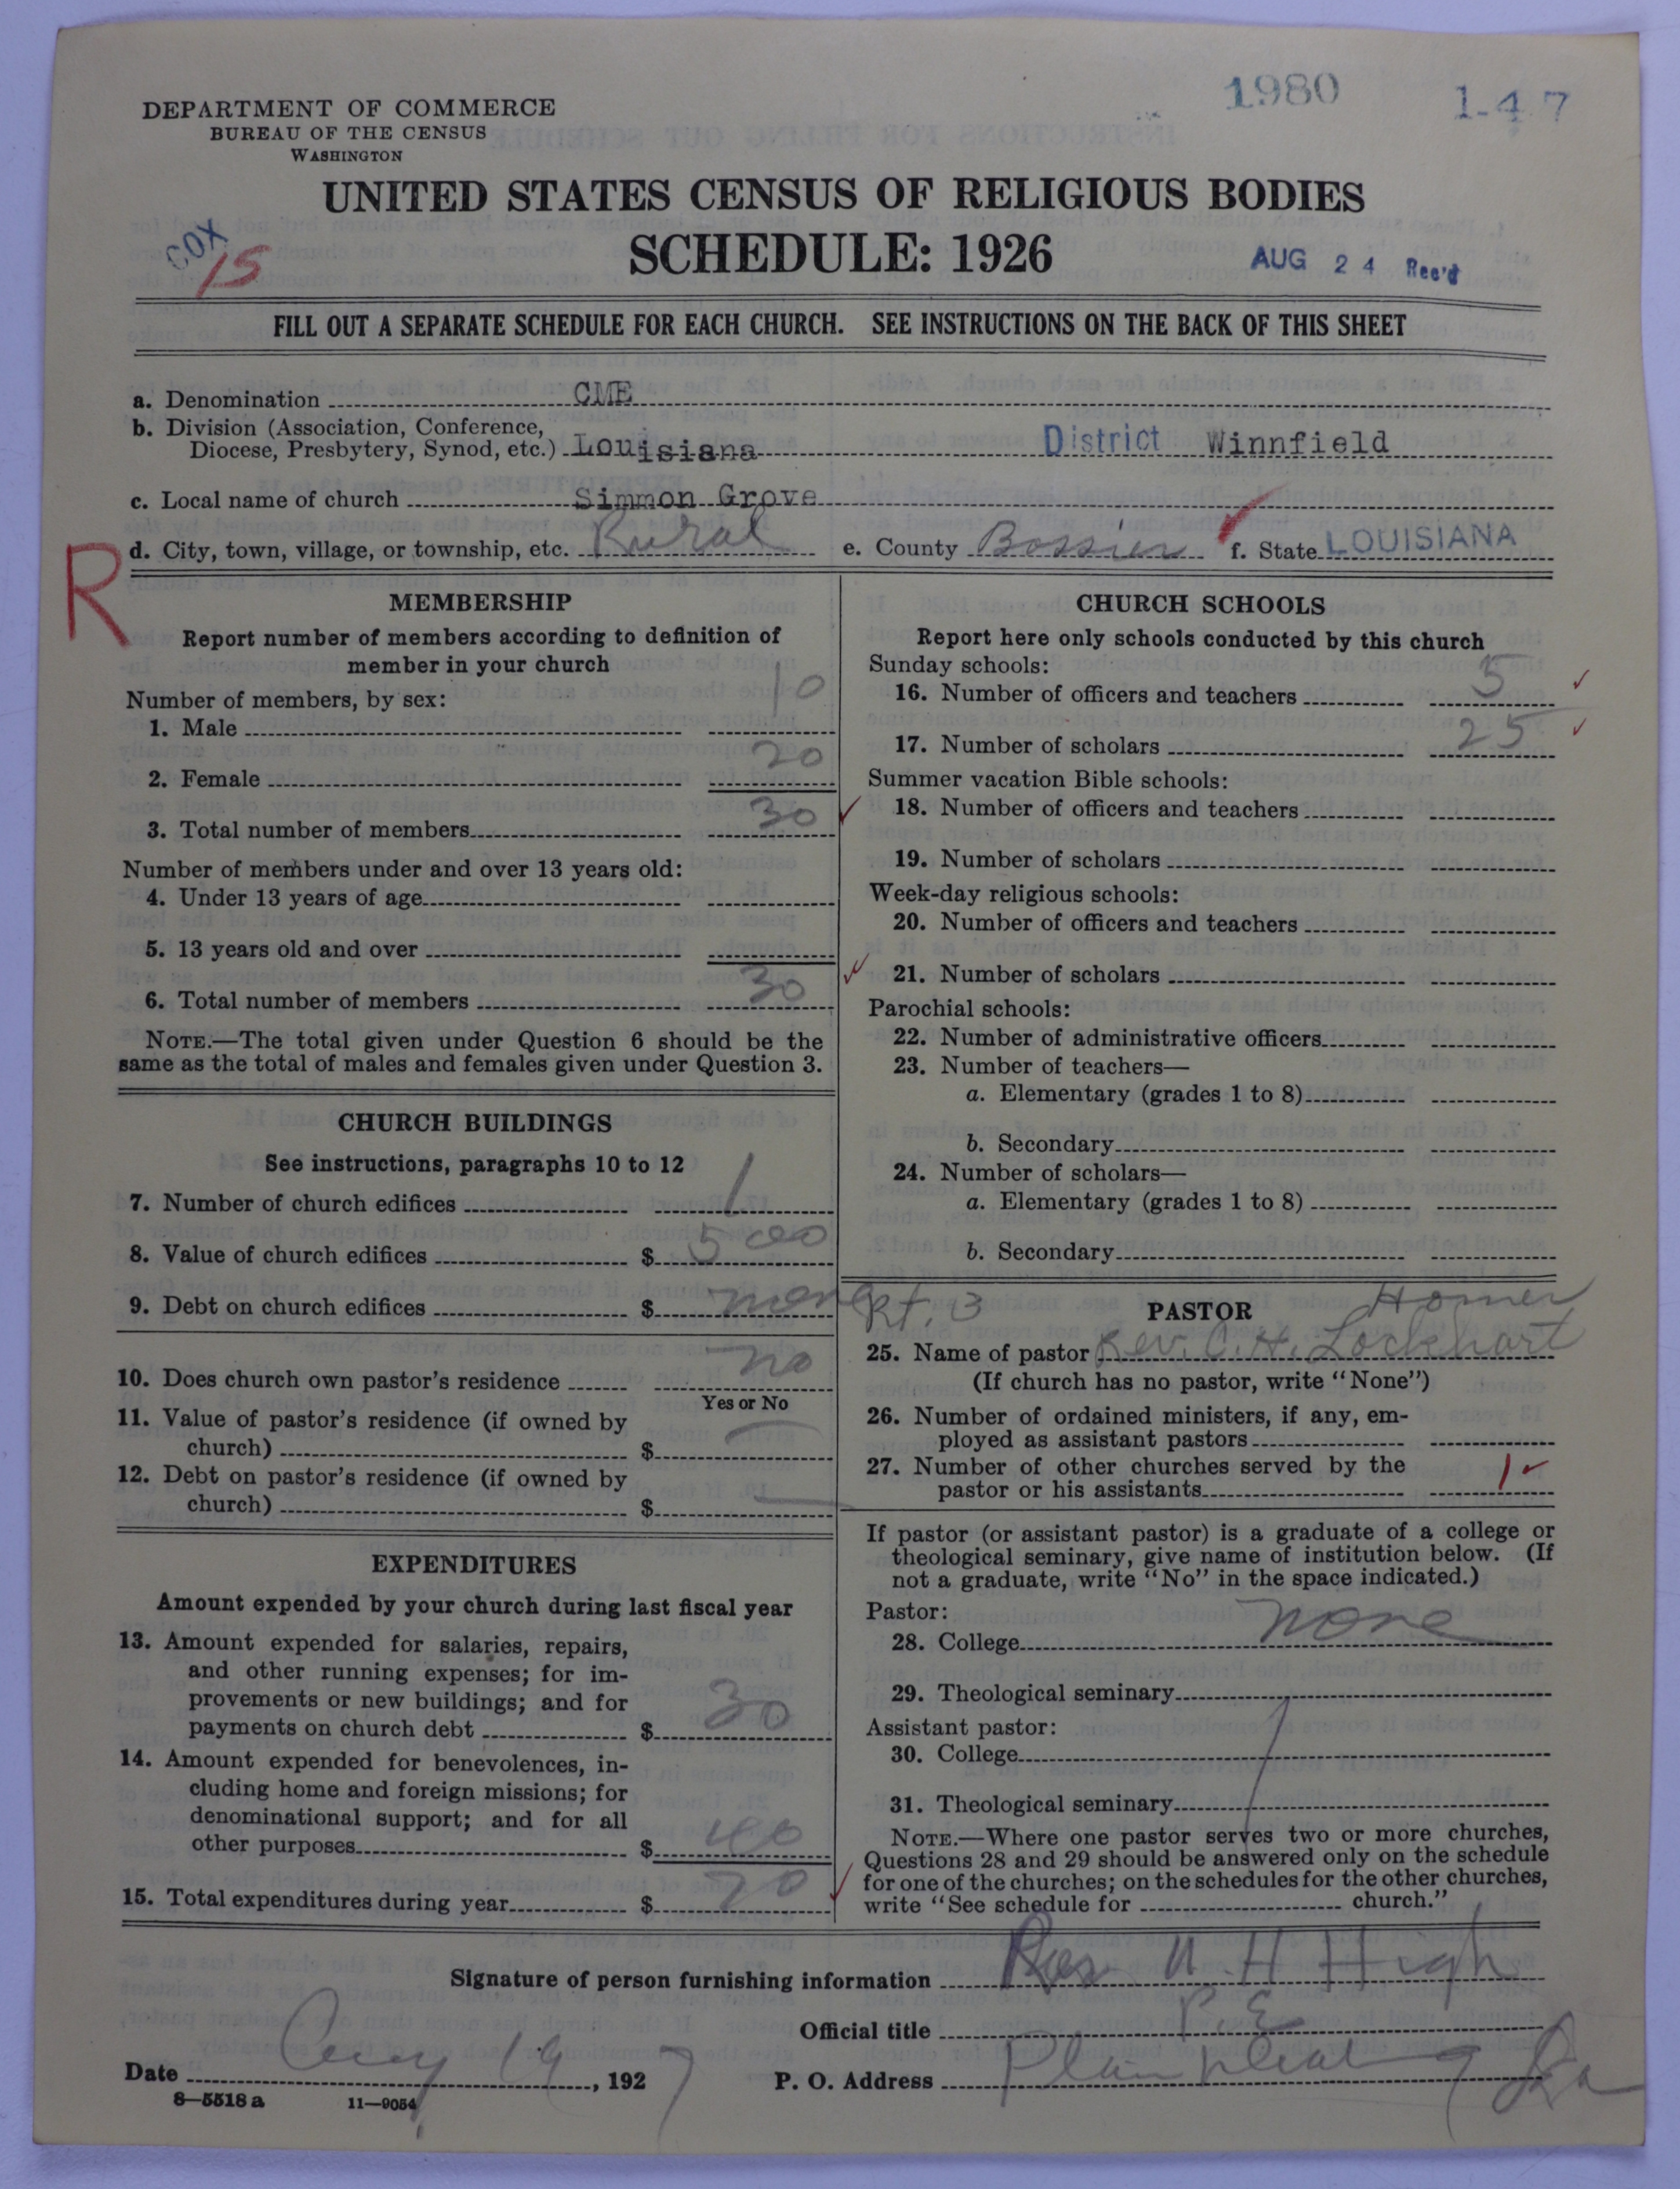 1980
1-47
DEPARTMENT OF COMMERCE
BUREAU OF THE CENSUS
WASHINGTON
UNITED STATES CENSUS OF RELIGIOUS BODIES
SCHEDULE: 1926
COX
15
AUG 24 Rec'd
FILL OUT A SEPARATE SCHEDULE FOR EACH CHURCH. SEE INSTRUCTIONS ON THE BACK OF THIS SHEET
a. Denomination CME
b. Division (Association, Conference,
Diocese, Presbytery, Synod, etc.) Louisiana District Winnfield
c. Local name of church Simmon Grove
R
d. City, town, village, or township, etc. Rural e. County Bossier f. State LOUISIANA
MEMBERSHIP
Report number of members according to definition of
member in your church
Number of members, by sex:
1. Male 10
2. Female 20
3. Total number of members 30
Number of members under and over 13 years old:
4. Under 13 years of age
5. 13 years old and over
6. Total number of members 30
NOTE.—The total given under Question 6 should be the
same as the total of males and females given under Question 3.
CHURCH BUILDINGS
See instructions, paragraphs 10 to 12
7. Number of church edifices 1
8. Value of church edifices $ 500
9. Debt on church edifices $ none
10. Does church own pastor's residence no
Yes or No
11. Value of pastor's residence (if owned by
church) $
12. Debt on pastor's residence (if owned by
church) $
EXPENDITURES
Amount expended by your church during last fiscal year
13. Amount expended for salaries, repairs,
and other running expenses; for im-
provements or new buildings; and for
payments on church debt $ 30
14. Amount expended for benevolences, in-
cluding home and foreign missions; for
denominational support; and for all
other purposes $ 40
15. Total expenditures during year $ 70
CHURCH SCHOOLS
Report here only schools conducted by this church
Sunday schools:
16. Number of officers and teachers 5
17. Number of scholars 25
Summer vacation Bible schools:
18. Number of officers and teachers
19. Number of scholars
Week-day religious schools:
20. Number of officers and teachers
21. Number of scholars
Parochial schools:
22. Number of administrative officers
23. Number of teachers—
a. Elementary (grades 1 to 8)
b. Secondary
24. Number of scholars—
a. Elementary (grades 1 to 8)
b. Secondary
Rt. 3 PASTOR Homer
25. Name of pastor Rev. C. H. Lockhart
(If church has no pastor, write "None")
26. Number of ordained ministers, if any, em-
ployed as assistant pastors
27. Number of other churches served by the
pastor or his assistants 1
If pastor (or assistant pastor) is a graduate of a college or
theological seminary, give name of institution below. (If
not a graduate, write "No" in the space indicated.)
Pastor:
28. College none
29. Theological seminary
Assistant pastor:
30. College
31. Theological seminary
NOTE.—Where one pastor serves two or more churches,
Questions 28 and 29 should be answered only on the schedule
for one of the churches; on the schedules for the other churches,
write "See schedule for church."
Signature of person furnishing information H High
Official title P. E.
Date Aug 19, 1927 P. O. Address Plain Dealing La
8—5518 a 11—9054